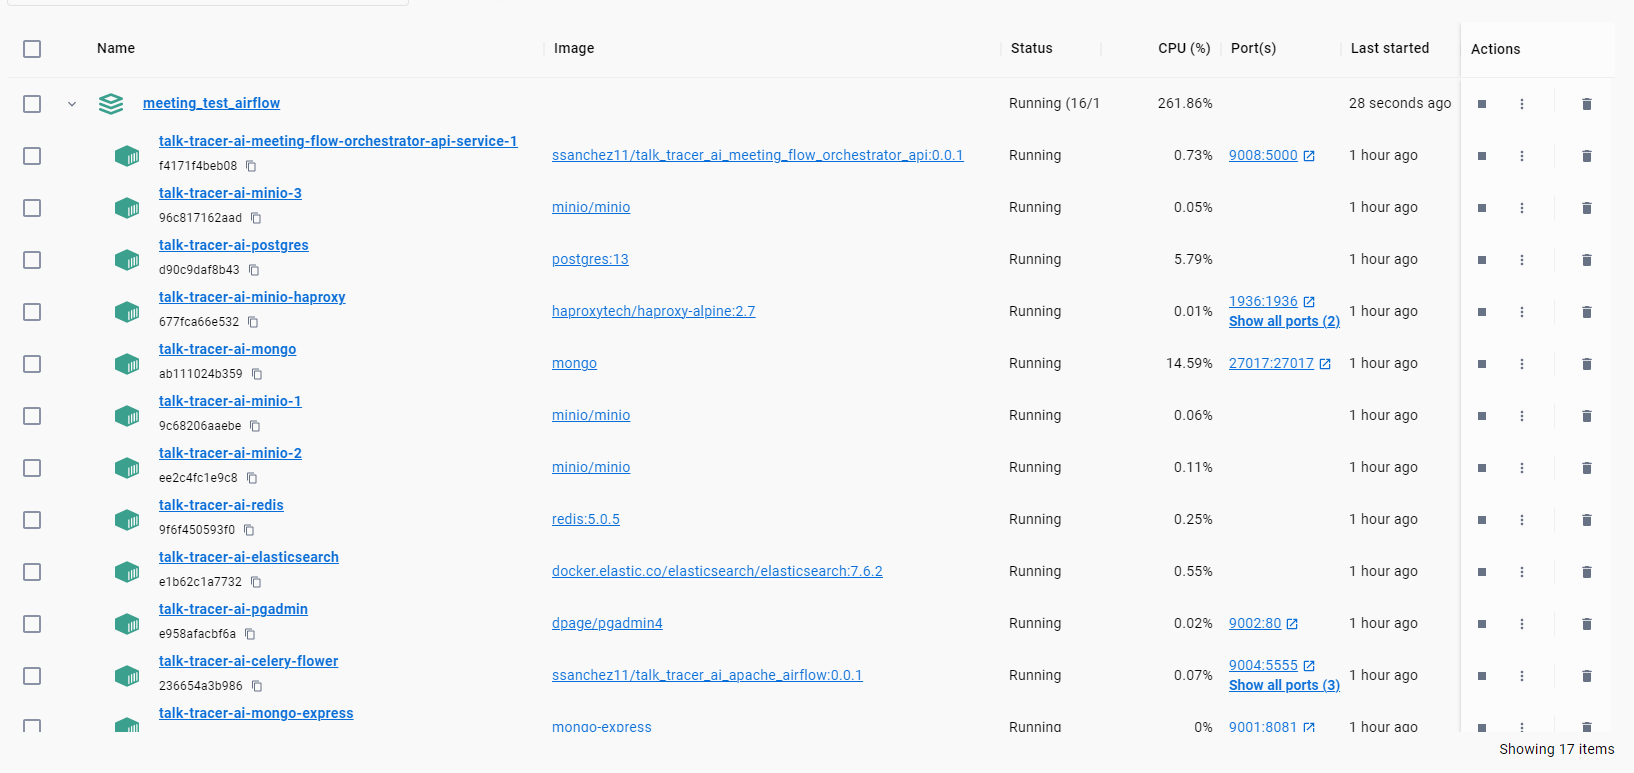 Name Image Status CPU (%) Port(s) Last started Actions
meeting_test_airflow Running (16/1 261.86% 28 seconds ago
talk-tracer-ai-meeting-flow-orchestrator-api-service-1
f4171f4beb08 ssanchez11/talk_tracer_ai_meeting_flow_orchestrator_api:0.0.1 Running 0.73% 9008:5000 1 hour ago
talk-tracer-ai-minio-3
96c817162aad minio/minio Running 0.05% 1 hour ago
talk-tracer-ai-postgres
d90c9daf8b43 postgres:13 Running 5.79% 1 hour ago
talk-tracer-ai-minio-haproxy 1936:1936
677fca66e532 haproxytech/haproxy-alpine:2.7 Running 0.01% Show all ports (2) 1 hour ago
talk-tracer-ai-mongo
ab111024b359 mongo Running 14.59% 27017:27017 1 hour ago
talk-tracer-ai-minio-1
9c68206aaebe minio/minio Running 0.06% 1 hour ago
talk-tracer-ai-minio-2
ee2c4fc1e9c8 minio/minio Running 0.11% 1 hour ago
talk-tracer-ai-redis
9f6f450593f0 redis:5.0.5 Running 0.25% 1 hour ago
talk-tracer-ai-elasticsearch
e1b62c1a7732 docker.elastic.co/elasticsearch/elasticsearch:7.6.2 Running 0.55% 1 hour ago
talk-tracer-ai-pgadmin
e958afacbf6a dpage/pgadmin4 Running 0.02% 9002:80 1 hour ago
talk-tracer-ai-celery-flower 9004:5555
236654a3b986 ssanchez11/talk_tracer_ai_apache_airflow:0.0.1 Running 0.07% Show all ports (3) 1 hour ago
talk-tracer-ai-mongo-express
mongo-express Running 0% 9001:8081 1 hour ago
Showing 17 items